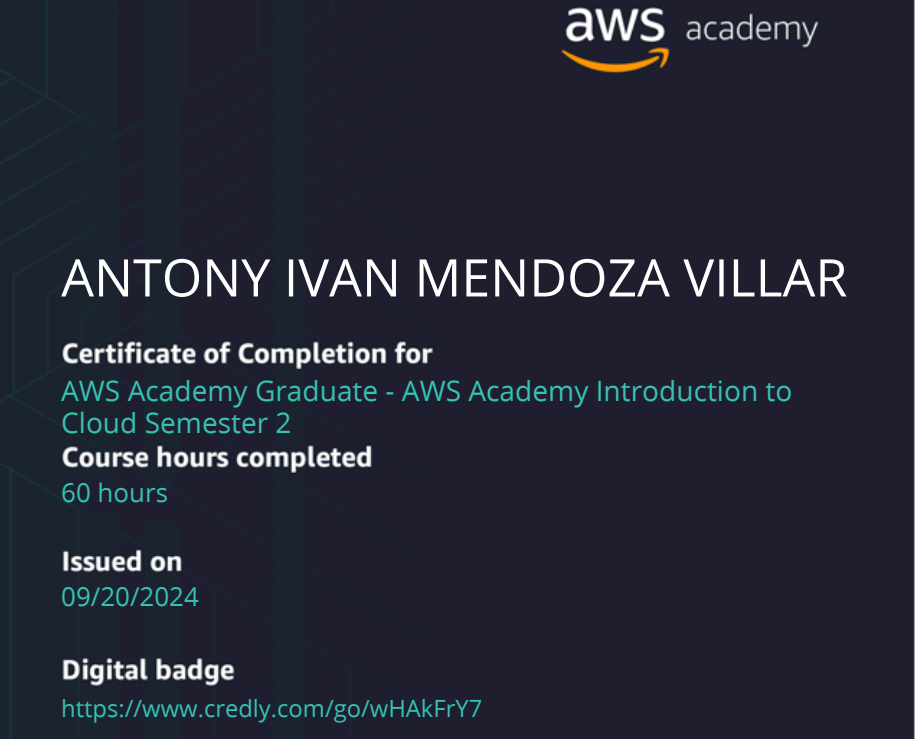 aws academy
ANTONY IVAN MENDOZA VILLAR
Certificate of Completion for
AWS Academy Graduate - AWS Academy Introduction to
Cloud Semester 2
Course hours completed
60 hours
Issued on
09/20/2024
Digital badge
https://www.credly.com/go/wHAkFrY7